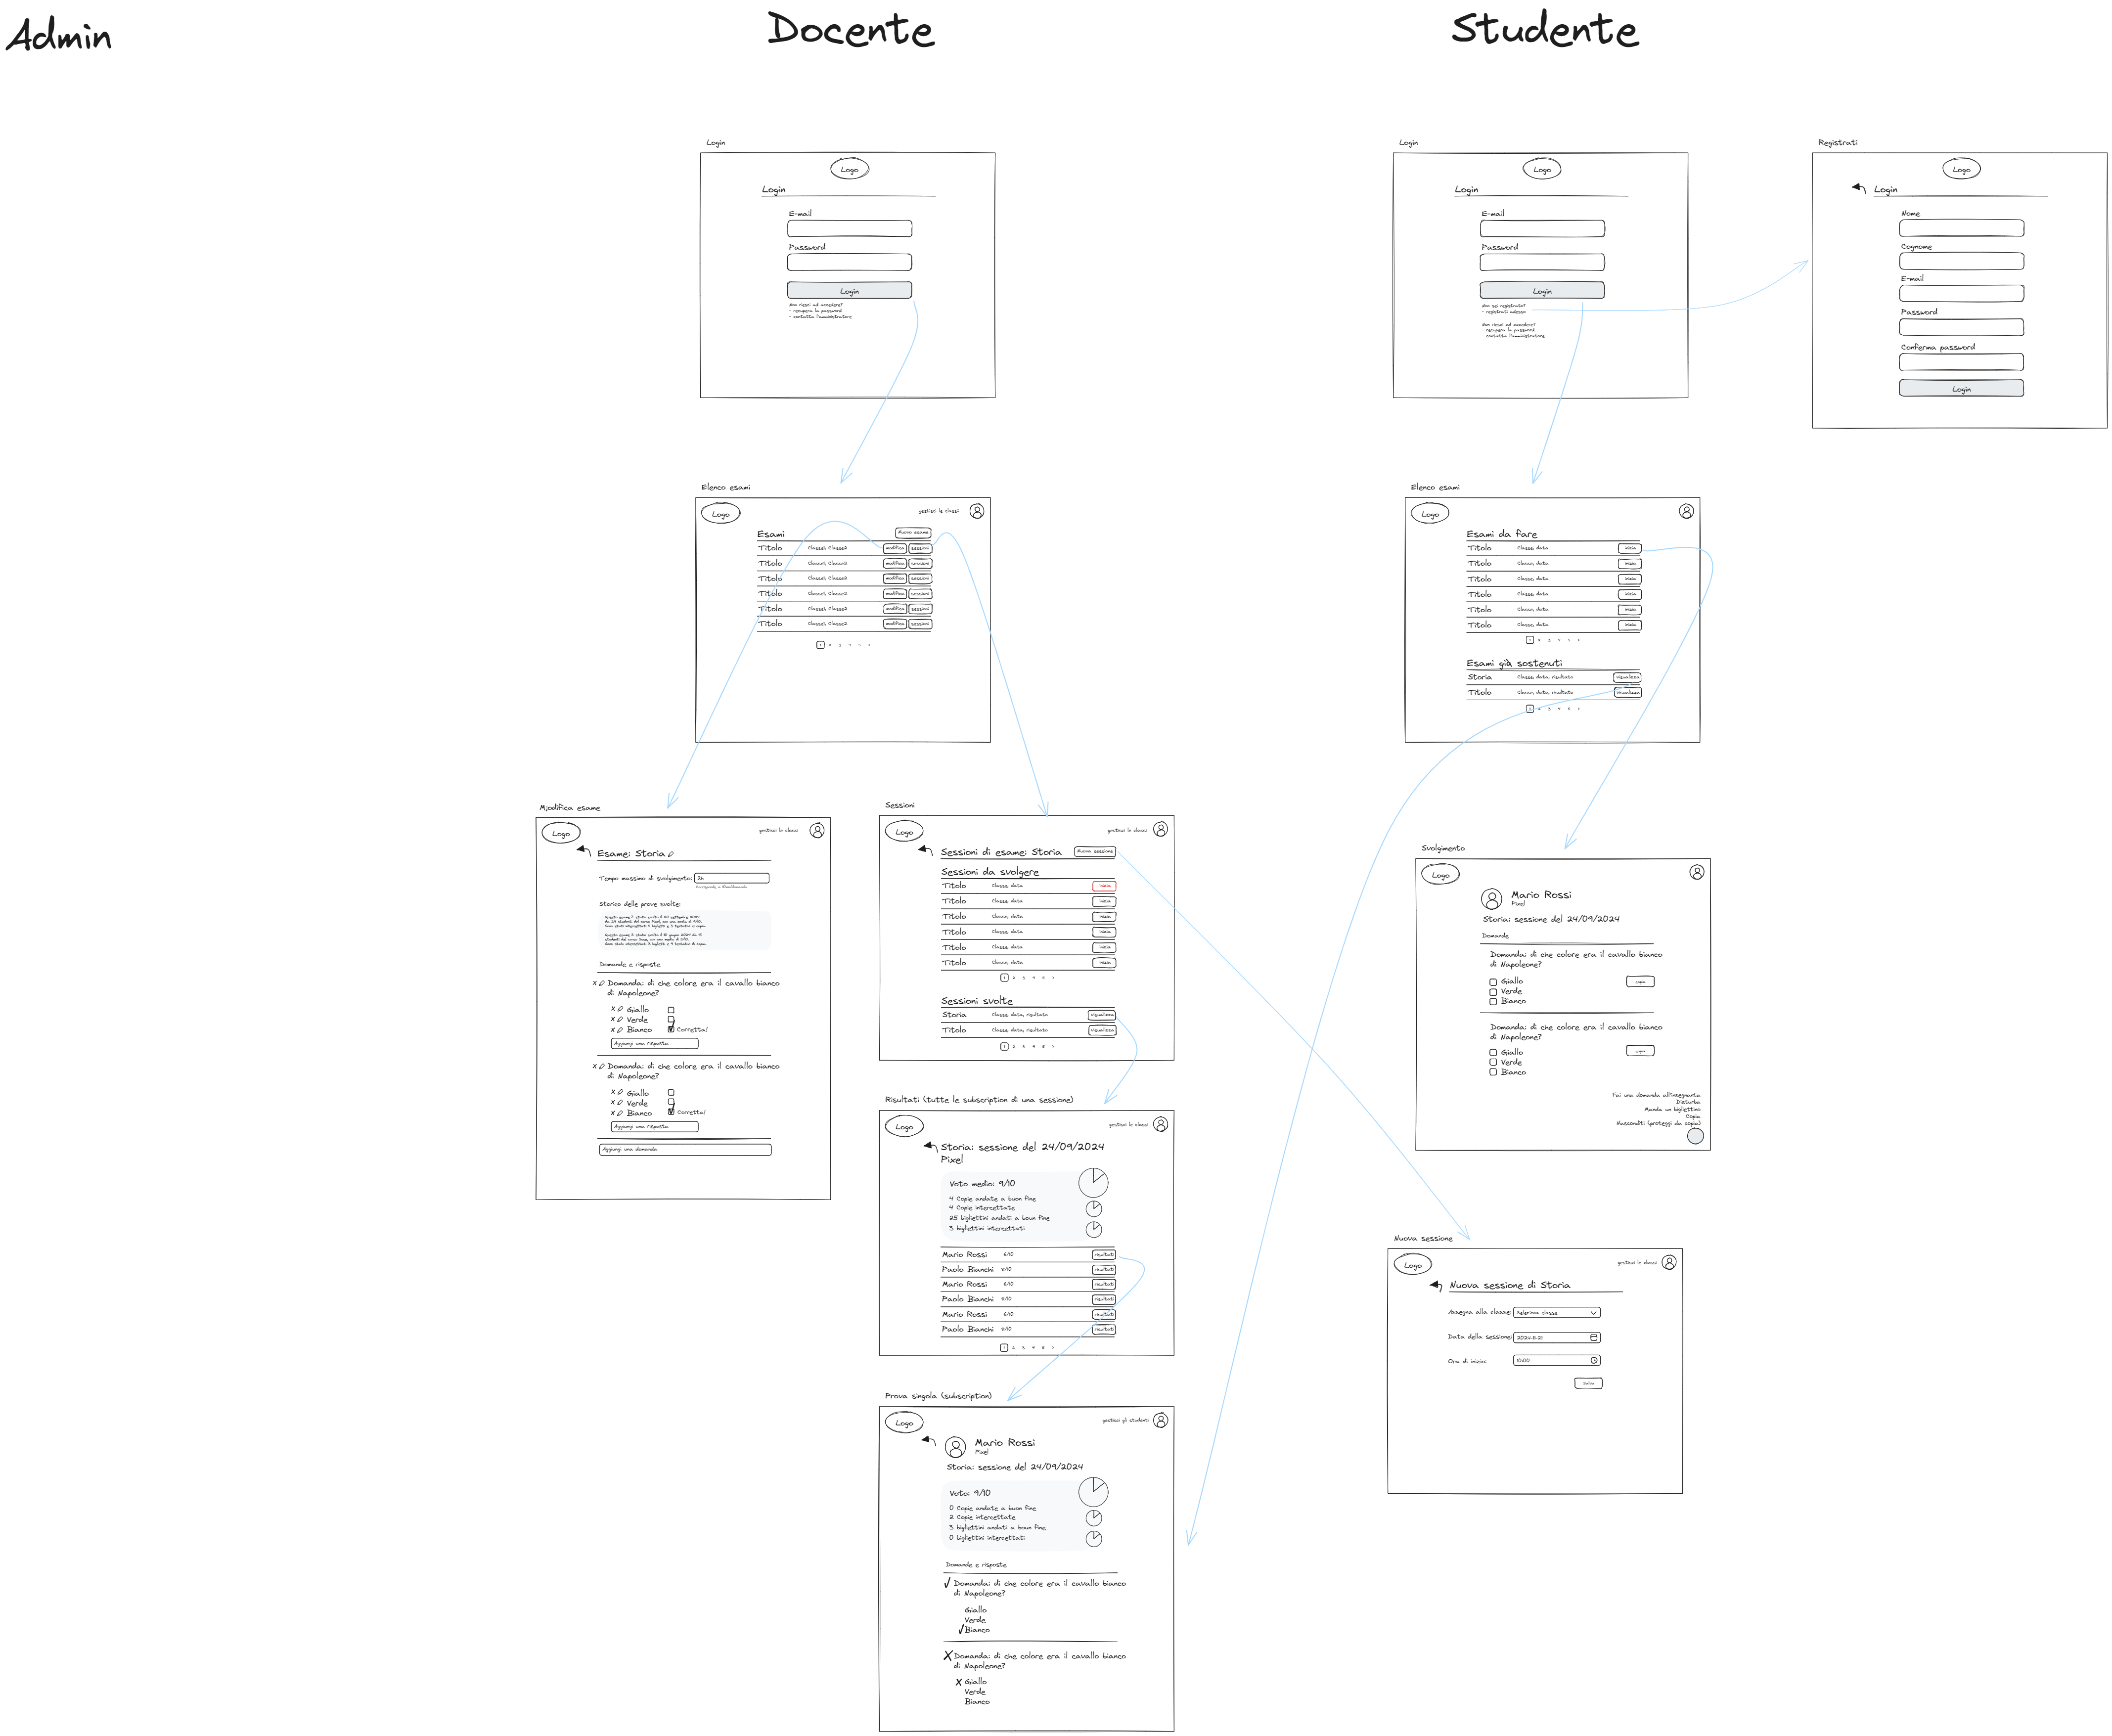 Admin
Docente
Studente
Login
Logo
Login
E-mail
Password
Login
Non riesci ad accedere?
- recupera la password
- contatta l'amministratore
Login
Logo
Login
E-mail
Password
Login
Non sei registrato?
- registrati adesso
Non riesci ad accedere?
- recupera la password
- contatta l'amministratore
Registrati
Logo
Login
Nome
Cognome
E-mail
Password
Conferma password
Login
Elenco esami
Logo
gestisci le classi
Esami
Nuovo esame
Titolo Classe1, Classe2 modifica sessioni
Titolo Classe1, Classe2 modifica sessioni
Titolo Classe1, Classe2 modifica sessioni
Titolo Classe1, Classe2 modifica sessioni
Titolo Classe1, Classe2 modifica sessioni
Titolo Classe1, Classe2 modifica sessioni
1 2 3 4 5 >
Elenco esami
Logo
Esami da fare
Titolo Classe, data inizia
Titolo Classe, data inizia
Titolo Classe, data inizia
Titolo Classe, data inizia
Titolo Classe, data inizia
Titolo Classe, data inizia
1 2 3 4 5 >
Esami già sostenuti
Storia Classe, data, risultato visualizza
Titolo Classe, data, risultato visualizza
1 2 3 4 5 >
M;odifica esame
Logo
gestisci le classi
Esame: Storia
Tempo massimo di svolgimento: 2h
Storico delle prove svolte:
Domande e risposte
x Domanda: di che colore era il cavallo bianco
di Napoleone?
x Giallo
x Verde
x Bianco Corretta!
Aggiungi una risposta
x Domanda: di che colore era il cavallo bianco
di Napoleone?
x Giallo
x Verde
x Bianco Corretta!
Aggiungi una risposta
Aggiungi una domanda
Sessioni
Logo
gestisci le classi
Sessioni di esame: Storia
Nuova sessione
Sessioni da svolgere
Titolo Classe, data inizia
Titolo Classe, data inizia
Titolo Classe, data inizia
Titolo Classe, data inizia
Titolo Classe, data inizia
Titolo Classe, data inizia
1 2 3 4 5 >
Sessioni svolte
Storia Classe, data, risultato visualizza
Titolo Classe, data, risultato visualizza
1 2 3 4 5 >
Risultati (tutte le subscription di una sessione)
Logo
gestisci le classi
Storia: sessione del 24/09/2024
Pixel
Voto medio: 9/10
4 Copie andate a buon fine
4 Copie intercettate
25 bigliettini andati a boun fine
3 bigliettini intercettati
Mario Rossi 6/10 risultati
Paolo Bianchi risultati
Mario Rossi 6/10 risultati
Paolo Bianchi risultati
Mario Rossi 6/10 risultati
Paolo Bianchi risultati
1 2 3 4 5 >
Prova singola (subscription)
Logo
gestisci gli studenti
Mario Rossi
Pixel
Storia: sessione del 24/09/2024
Voto: 9/10
0 Copie andate a buon fine
2 Copie intercettate
3 bigliettini andati a boun fine
0 bigliettini intercettati
Domande e risposte
Domanda: di che colore era il cavallo bianco
di Napoleone?
Giallo
Verde
Bianco
X Domanda: di che colore era il cavallo bianco
di Napoleone?
X Giallo
Verde
Bianco
Svolgimento
Logo
Mario Rossi
Pixel
Storia: sessione del 24/09/2024
Domande
Domanda: di che colore era il cavallo bianco
di Napoleone?
Giallo
copia
Verde
Bianco
Domanda: di che colore era il cavallo bianco
di Napoleone?
Giallo
copia
Verde
Bianco
Fai una domanda all'insegnante
Disturba
Manda un bigliettino
Copia
Nasconditi (proteggi da copia)
Nuova sessione
Logo
gestisci le classi
Nuova sessione di Storia
Assegna alla classe: Seleziona classe
Data della sessione:
Ora di inizio: 10:00
Salva